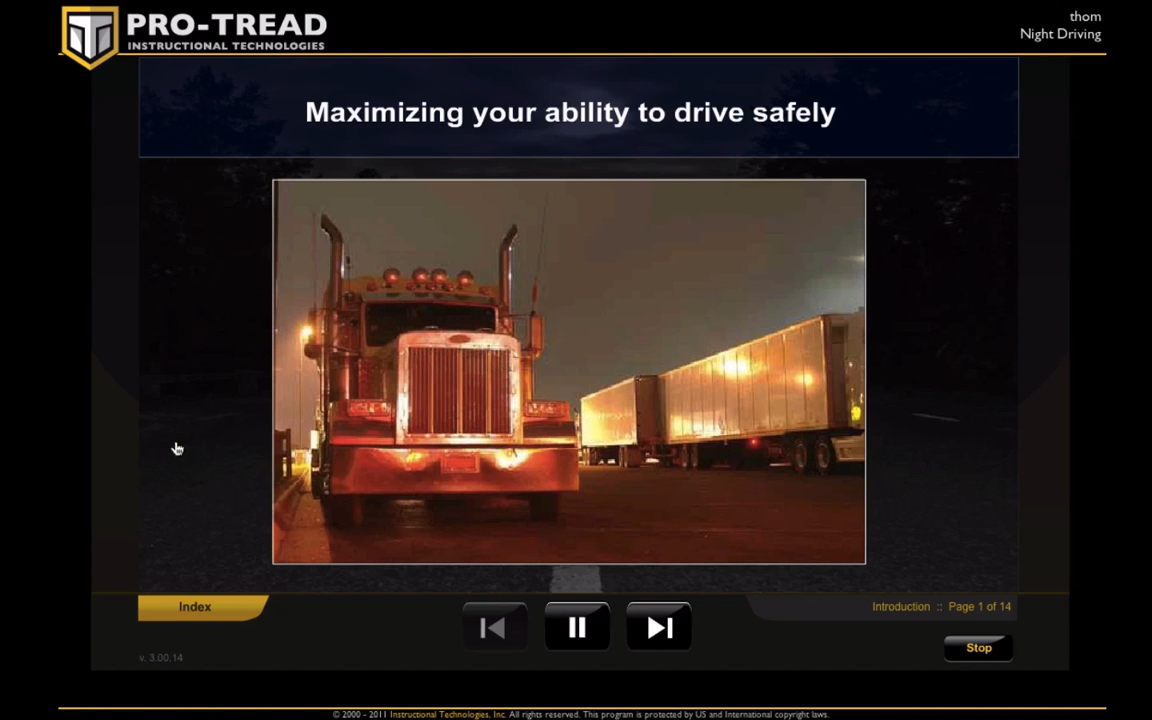 PRO-TREAD
INSTRUCTIONAL TECHNOLOGIES
thom
Night Driving
Maximizing your ability to drive safely
Index
Introduction :: Page 1 of 14
Stop
v. 3.00.14
© 2000 - 2011 Instructional Technologies, Inc. All rights reserved. This program is protected by US and International copyright laws.